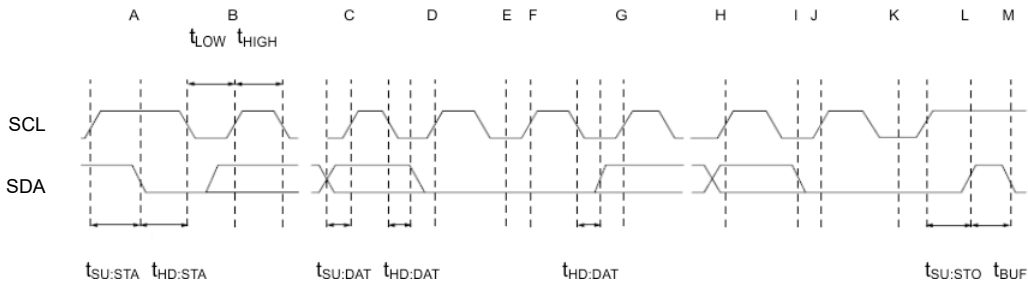 A B C D E F G H I J K L M
tLOW tHIGH
SCL
SDA
tSU:STA tHD:STA tSU:DAT tHD:DAT tHD:DAT tSU:STO tBUF